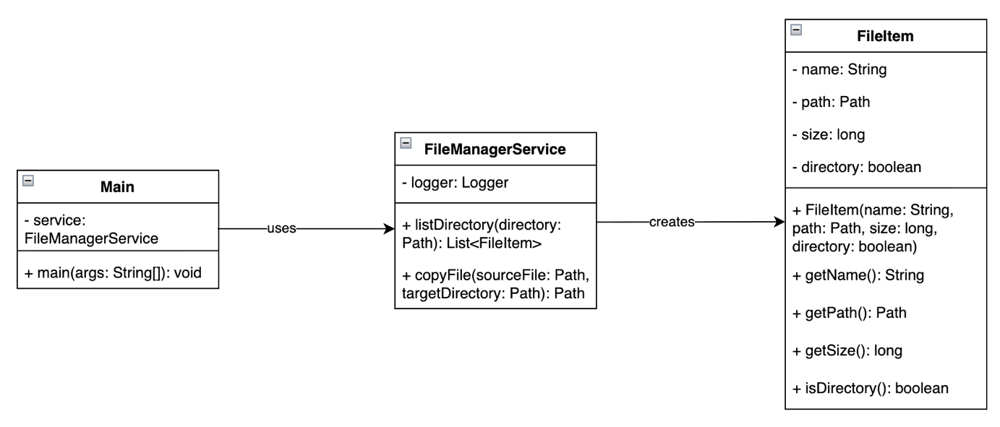 Main
- service:
FileManagerService
+ main(args: String[]): void
uses
FileManagerService
- logger: Logger
+ listDirectory(directory:
Path): List<FileItem>
+ copyFile(sourceFile: Path,
targetDirectory: Path): Path
creates
FileItem
- name: String
- path: Path
- size: long
- directory: boolean
+ FileItem(name: String,
path: Path, size: long,
directory: boolean)
+ getName(): String
+ getPath(): Path
+ getSize(): long
+ isDirectory(): boolean